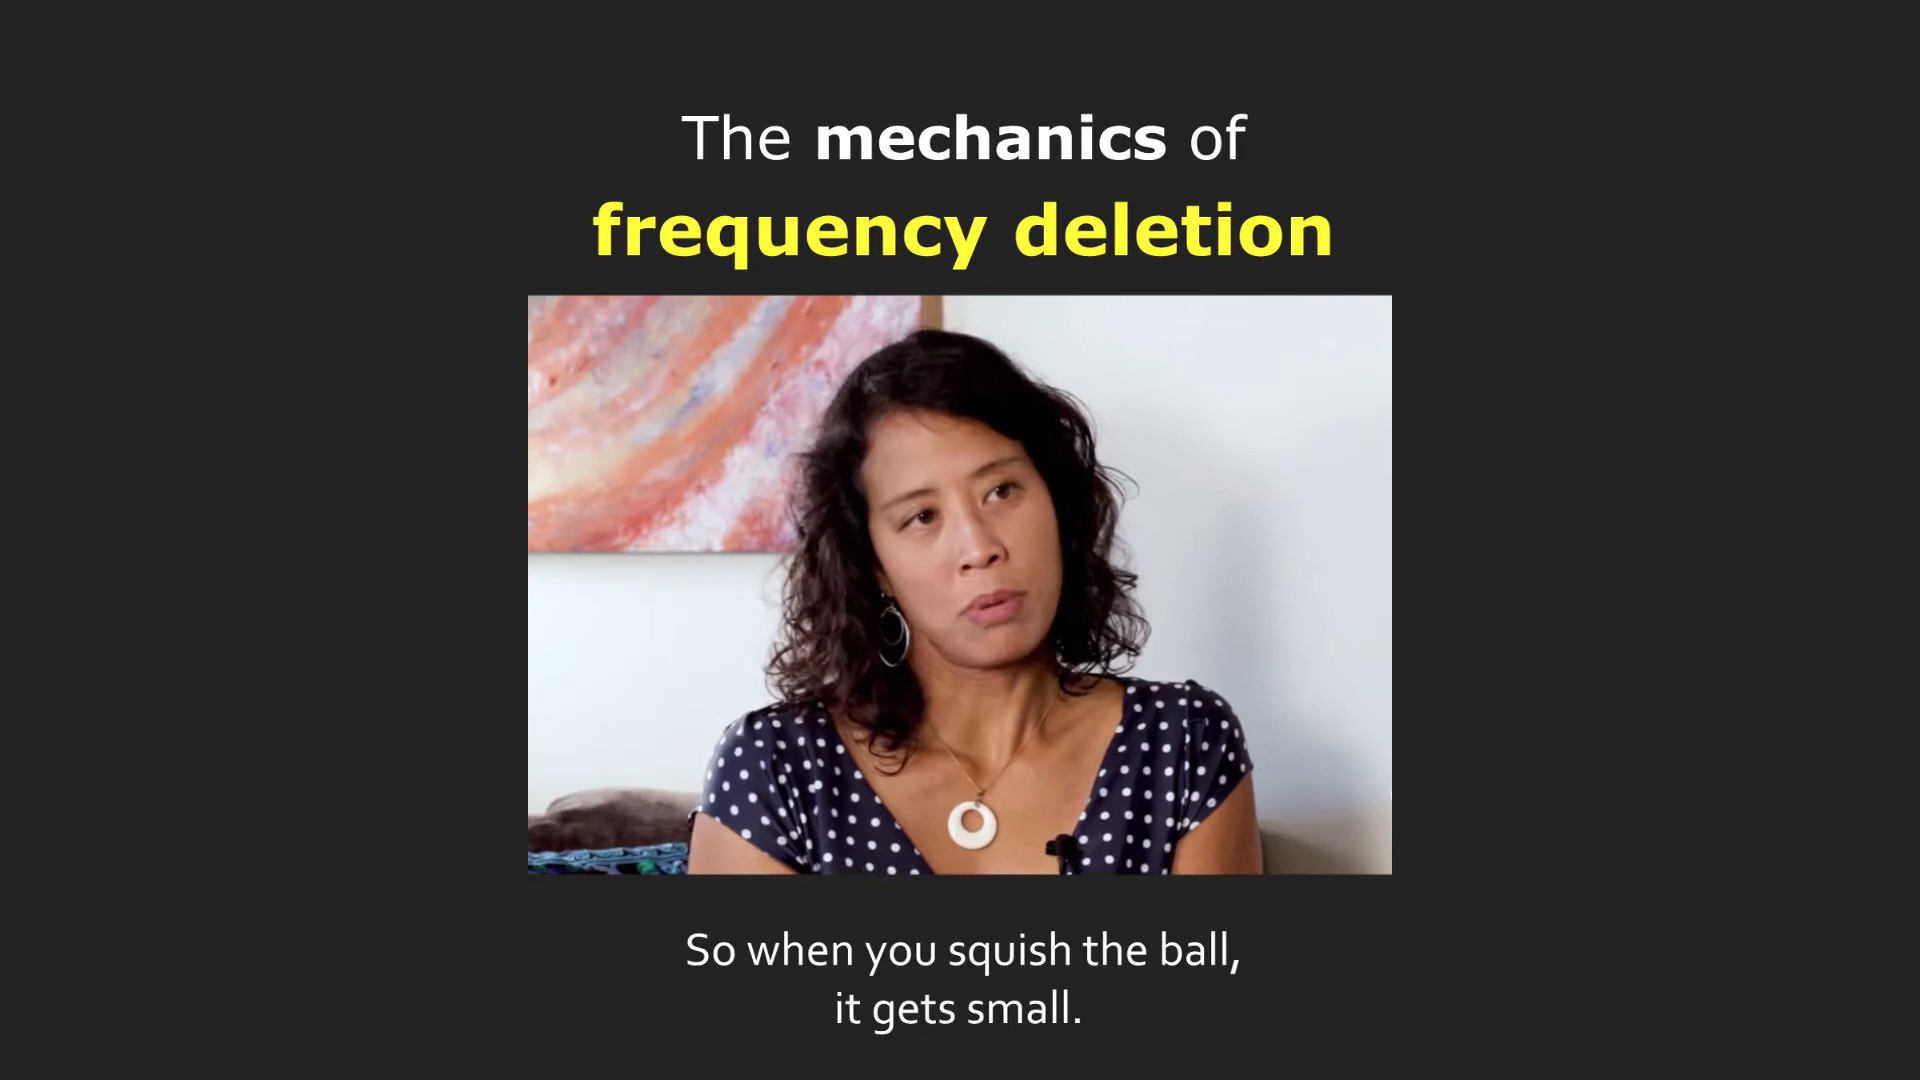 The mechanics of
frequency deletion
So when you squish the ball,
it gets small.